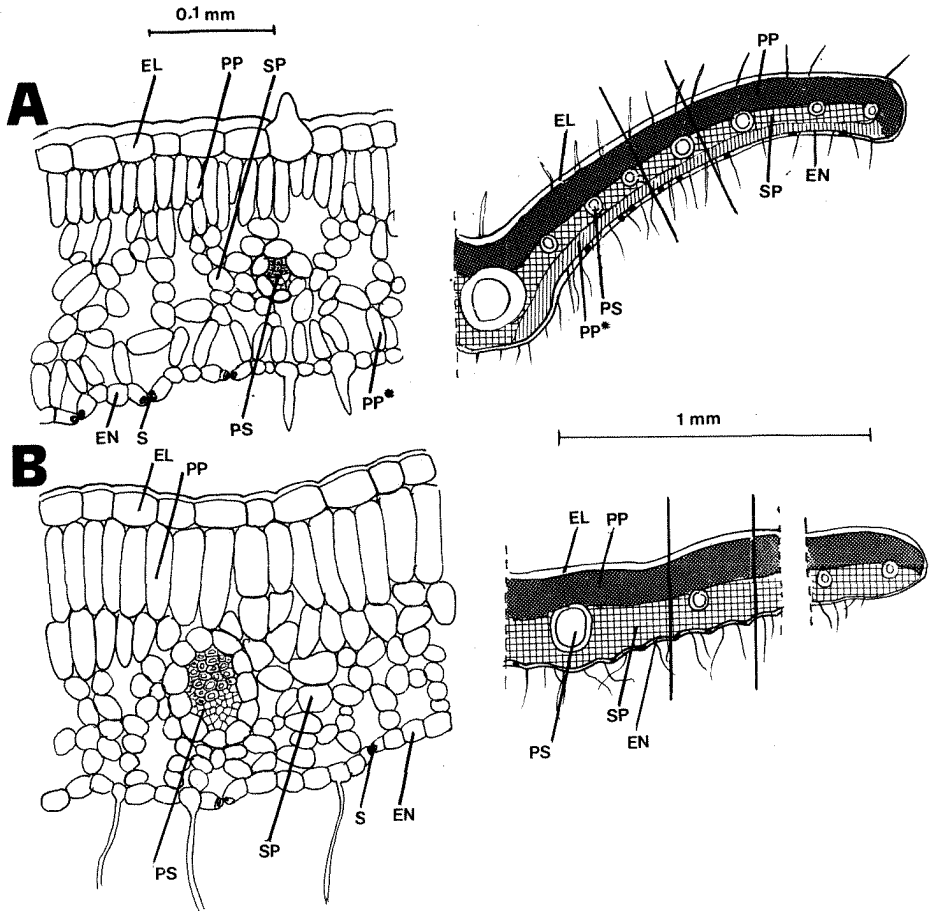 0.1 mm
A
EL PP SP
EN S PS PP*
PP
EL
SP EN
PS
PP*
1 mm
B
EL PP
PS SP S EN
EL PP
PS SP EN